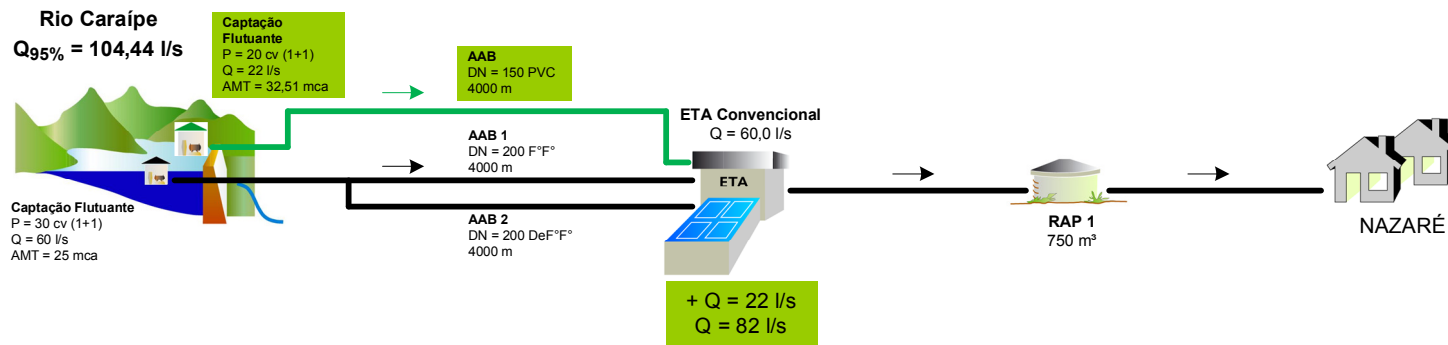 Rio Caraípe
Q95% = 104,44 l/s
Captação
Flutuante
P = 20 cv (1+1)
Q = 22 l/s
AMT = 32,51 mca
AAB
DN = 150 PVC
4000 m
ETA Convencional
Q = 60,0 l/s
AAB 1
DN = 200 F°F°
4000 m
ETA
Captação Flutuante
P = 30 cv (1+1)
Q = 60 l/s
AMT = 25 mca
AAB 2
DN = 200 DeF°F°
4000 m
RAP 1
750 m³
NAZARÉ
+ Q = 22 l/s
Q = 82 l/s